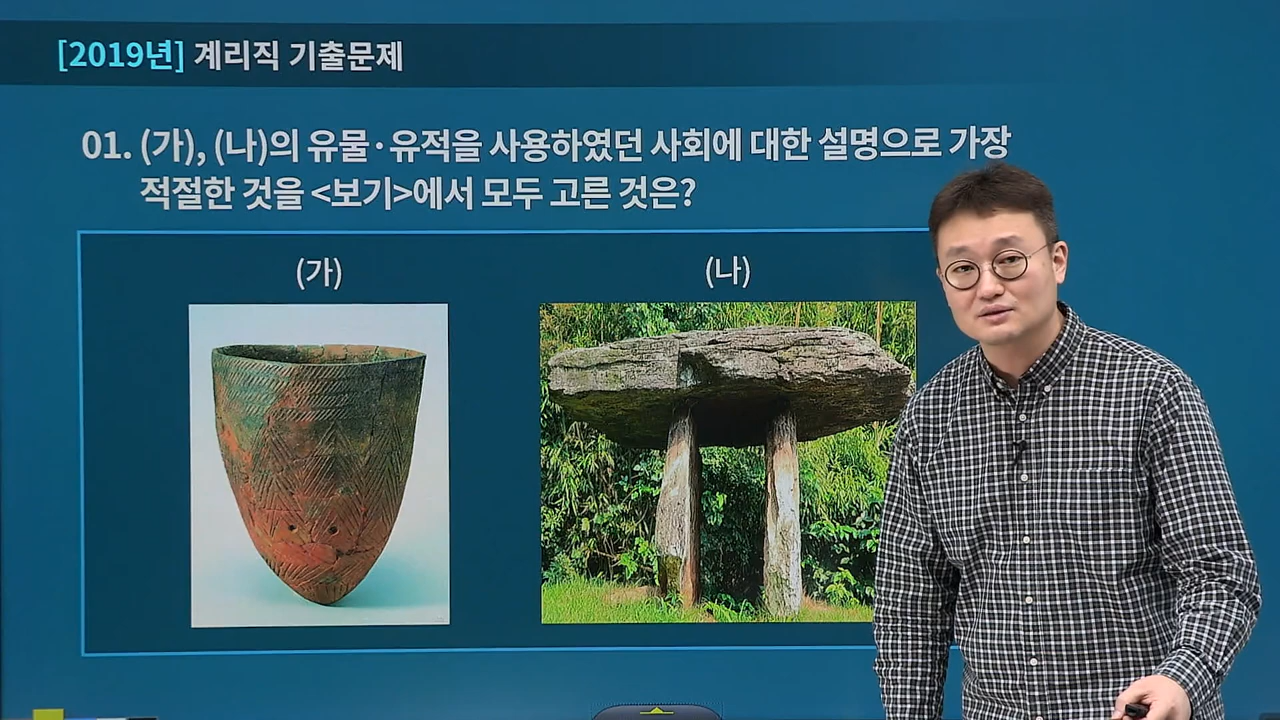 [2019년] 계리직 기출문제
01. (가), (나)의 유물·유적을 사용하였던 사회에 대한 설명으로 가장
적절한 것을 <보기>에서 모두 고른 것은?
(가)
(나)